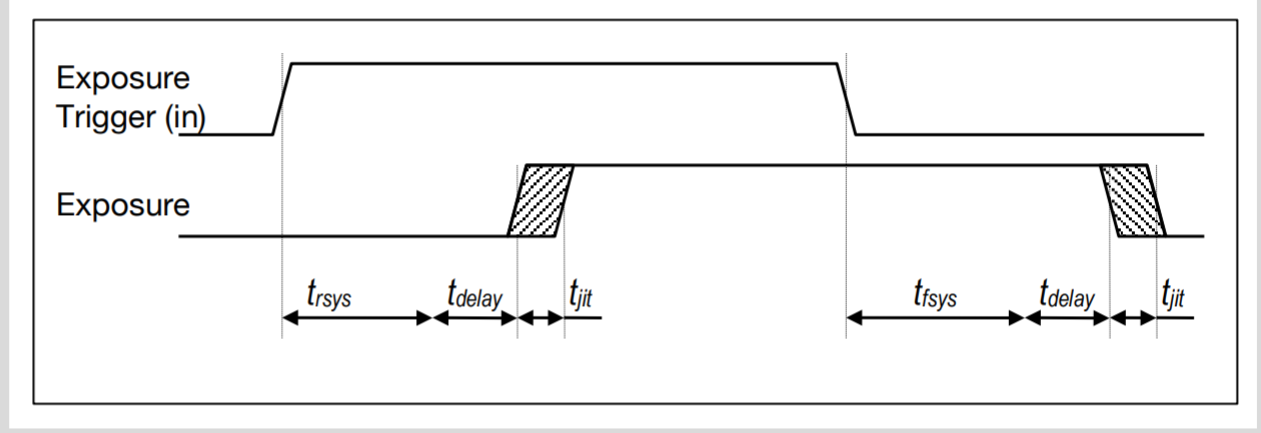 Exposure
Trigger (in)
Exposure
trsys
tdelay
tjit
tfsys
tdelay
tjit